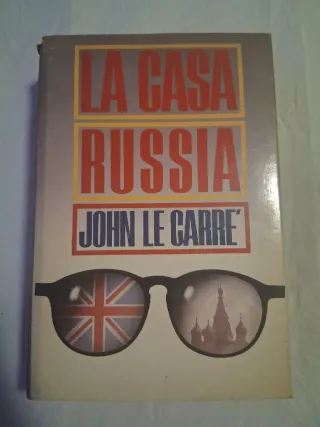 LA CASA
RUSSIA
JOHN LE CARRE'